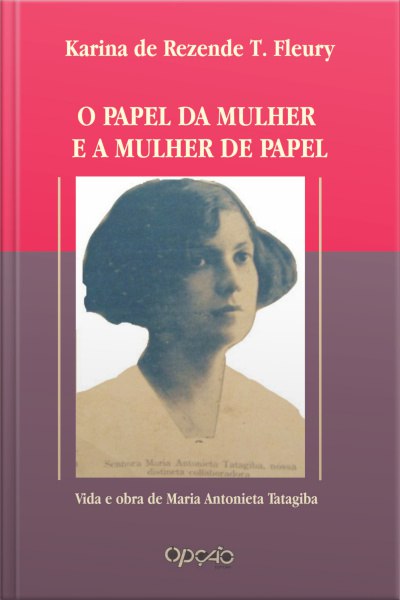 Karina de Rezende T. Fleury
O PAPEL DA MULHER
E A MULHER DE PAPEL
Sennora Maria Antonieta Tatagiba, nossa
distincta collaboradora
Vida e obra de Maria Antonieta Tatagiba
opção